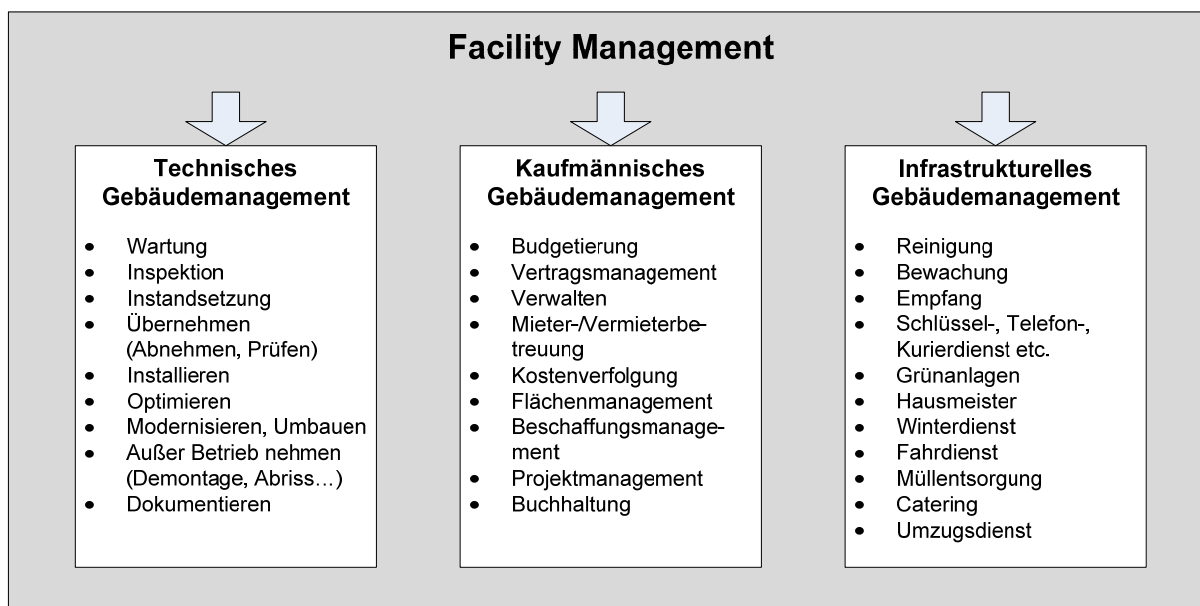 Facility Management
Technisches
Gebäudemanagement
• Wartung
• Inspektion
• Instandsetzung
• Übernehmen
(Abnehmen, Prüfen)
• Installieren
• Optimieren
• Modernisieren, Umbauen
• Außer Betrieb nehmen
(Demontage, Abriss…)
• Dokumentieren
Kaufmännisches
Gebäudemanagement
• Budgetierung
• Vertragsmanagement
• Verwalten
• Mieter-/Vermieterbe-
treuung
• Kostenverfolgung
• Flächenmanagement
• Beschaffungsmanage-
ment
• Projektmanagement
• Buchhaltung
Infrastrukturelles
Gebäudemanagement
• Reinigung
• Bewachung
• Empfang
• Schlüssel-, Telefon-,
Kurierdienst etc.
• Grünanlagen
• Hausmeister
• Winterdienst
• Fahrdienst
• Müllentsorgung
• Catering
• Umzugsdienst